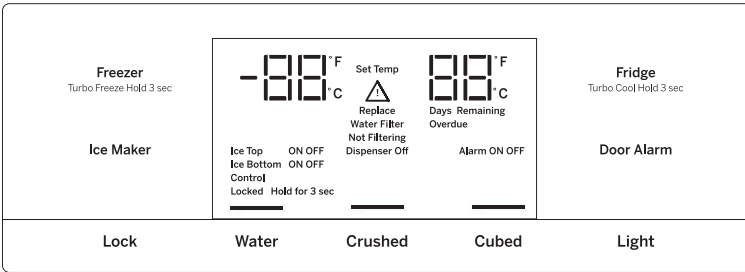 Freezer
Turbo Freeze Hold 3 sec
Ice Maker
-88 °F °C
Set Temp
Replace
Water Filter
Not Filtering
Dispenser Off
88 °F °C
Days Remaining
Overdue
Ice Top ON OFF
Ice Bottom ON OFF
Control
Locked Hold for 3 sec
Alarm ON OFF
Fridge
Turbo Cool Hold 3 sec
Door Alarm
Lock Water Crushed Cubed Light